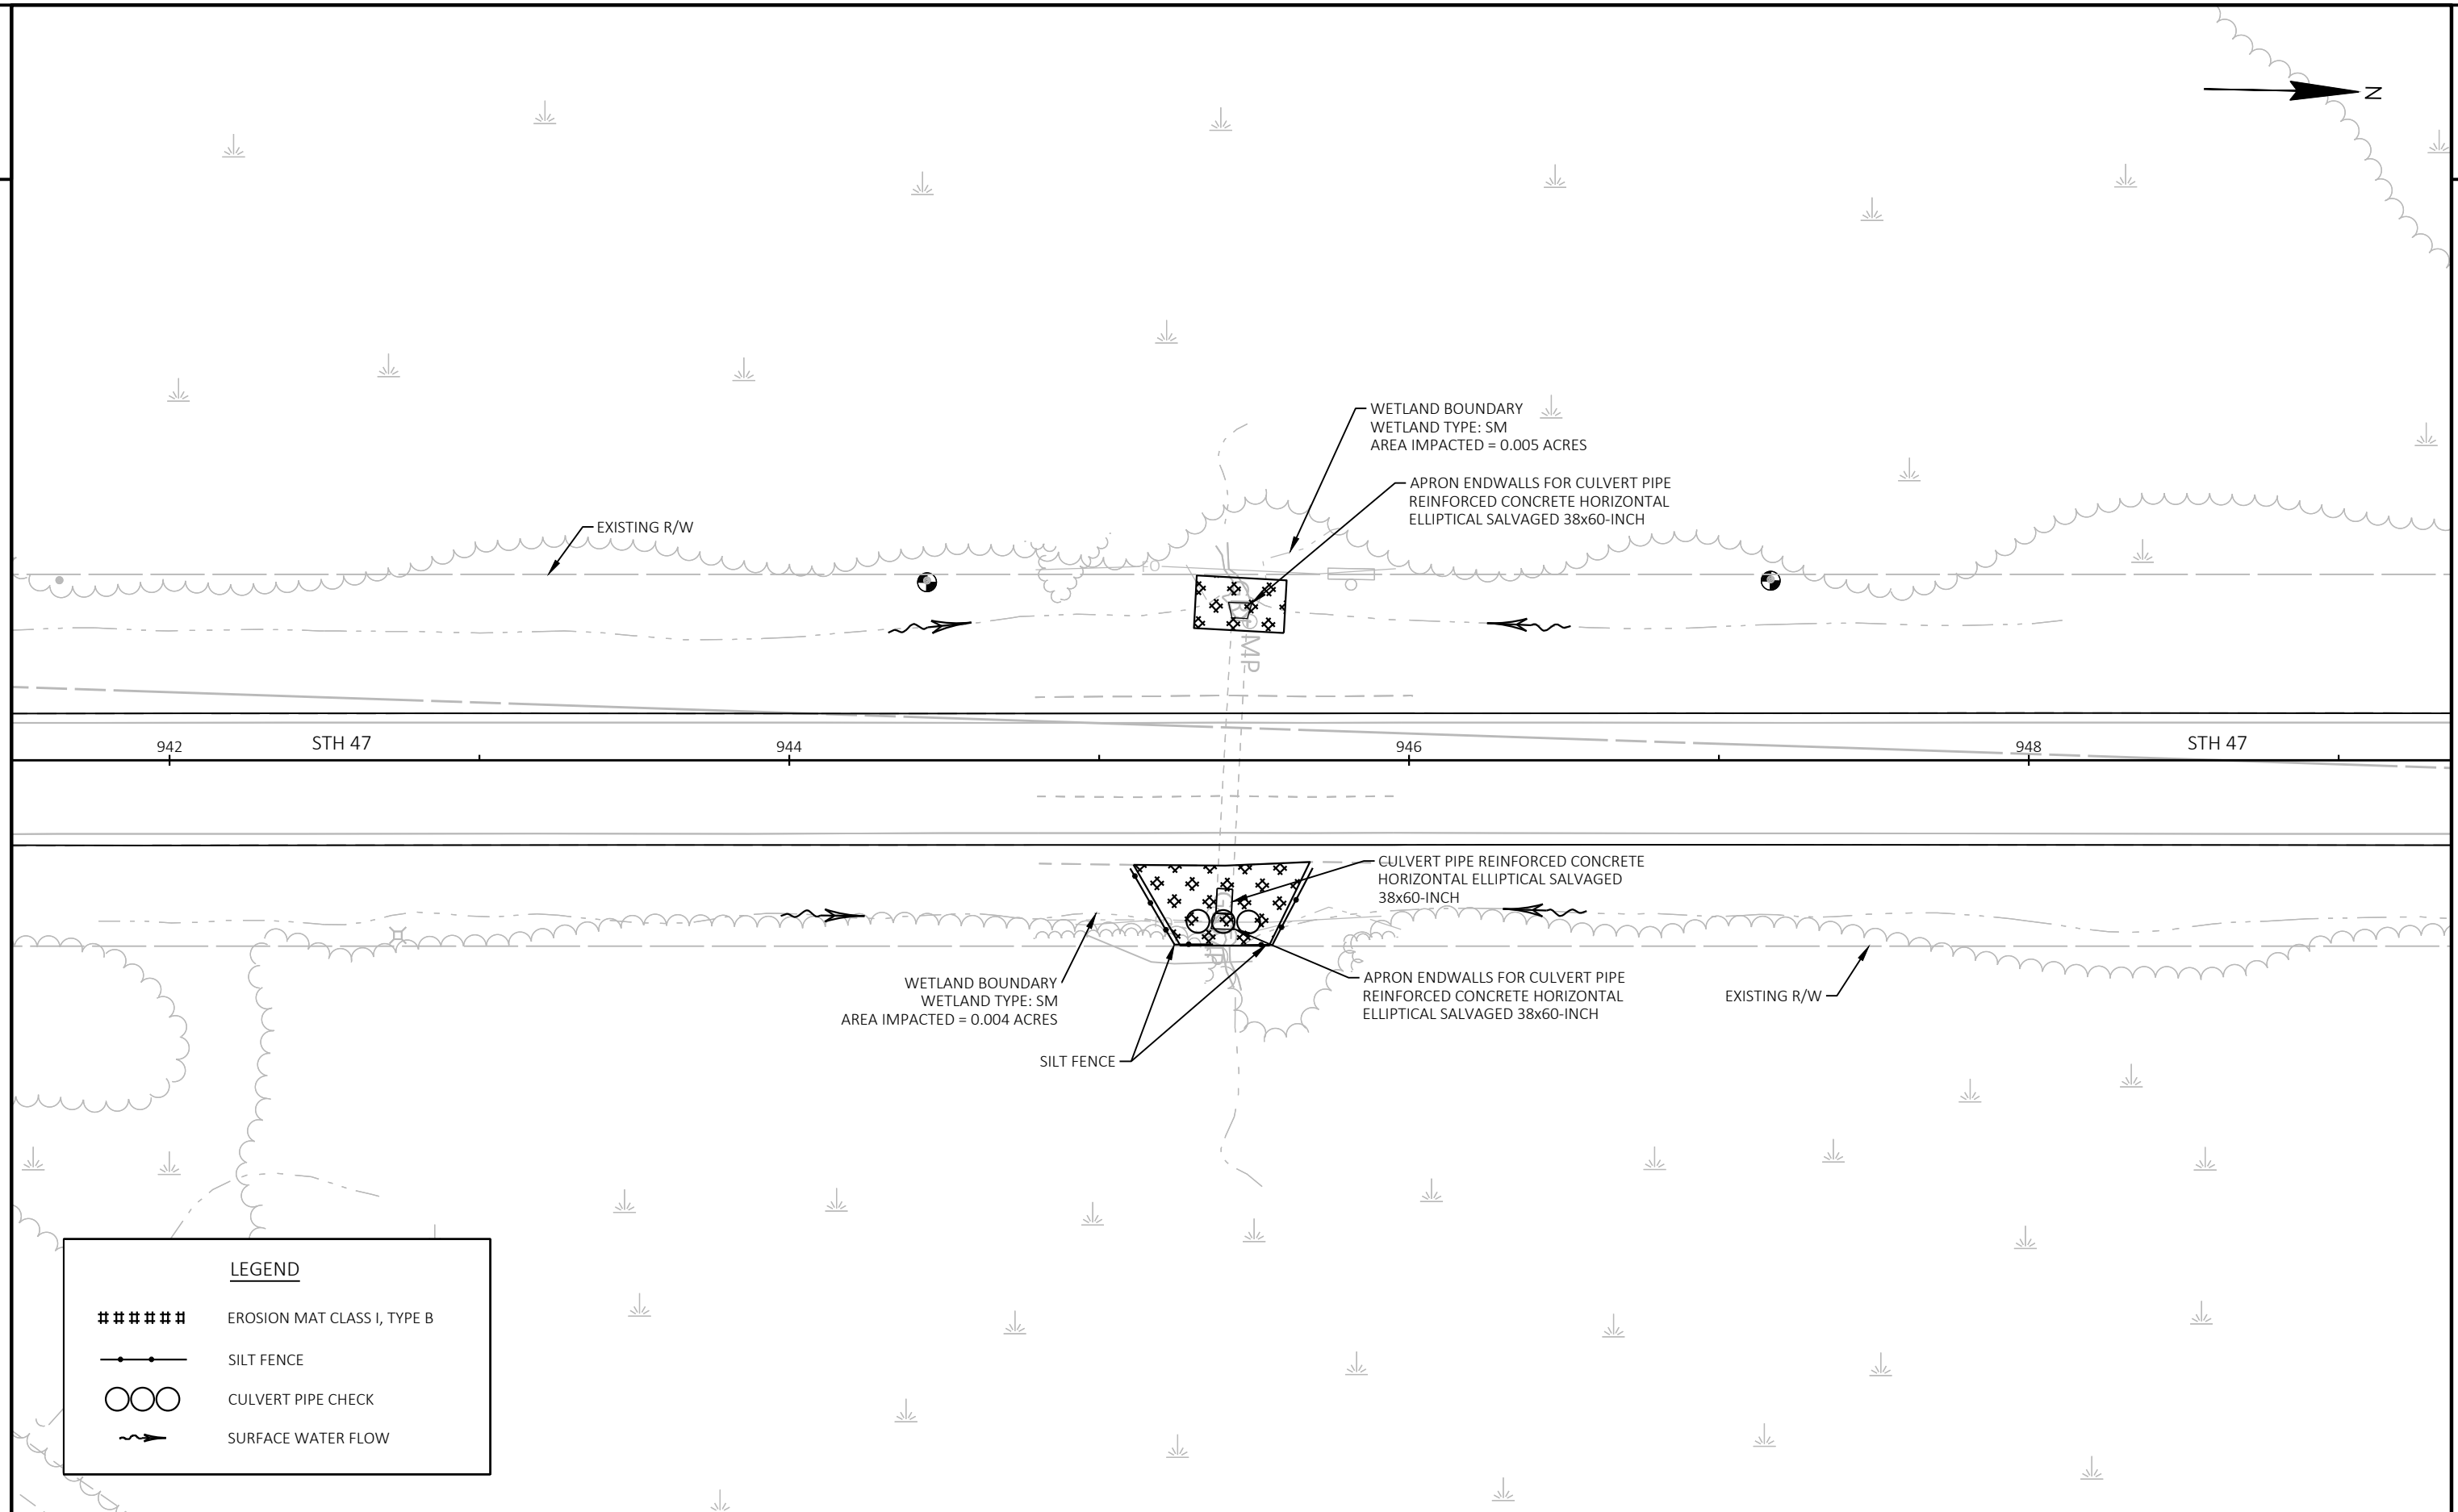 N
WETLAND BOUNDARY
WETLAND TYPE: SM
AREA IMPACTED = 0.005 ACRES
APRON ENDWALLS FOR CULVERT PIPE
REINFORCED CONCRETE HORIZONTAL
ELLIPTICAL SALVAGED 38x60-INCH
EXISTING R/W
FO
MP
942
STH 47
944
946
948
STH 47
CULVERT PIPE REINFORCED CONCRETE
HORIZONTAL ELLIPTICAL SALVAGED
38x60-INCH
WETLAND BOUNDARY
WETLAND TYPE: SM
AREA IMPACTED = 0.004 ACRES
APRON ENDWALLS FOR CULVERT PIPE
REINFORCED CONCRETE HORIZONTAL
ELLIPTICAL SALVAGED 38x60-INCH
EXISTING R/W
SILT FENCE
LEGEND
EROSION MAT CLASS I, TYPE B
SILT FENCE
CULVERT PIPE CHECK
SURFACE WATER FLOW